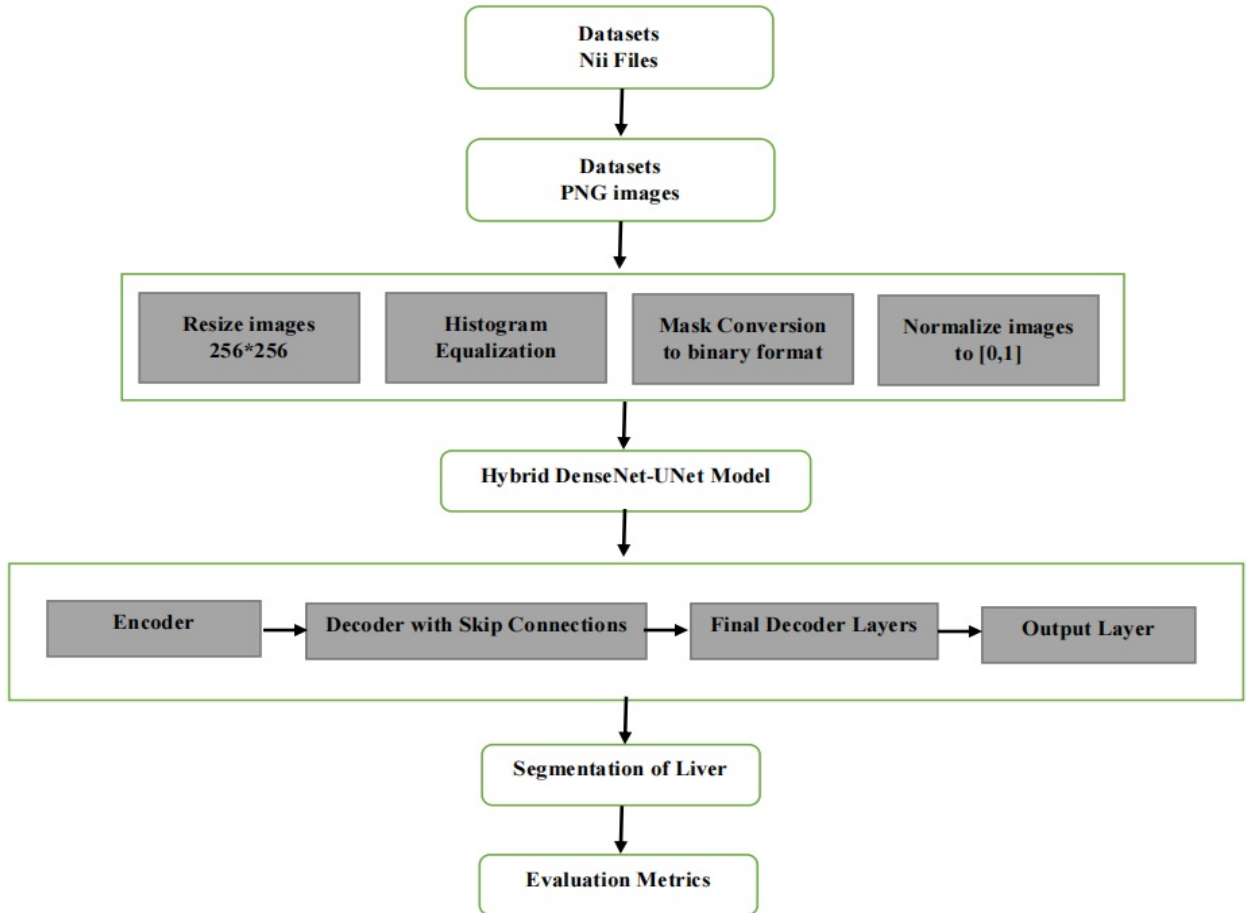 Datasets
Nii Files
Datasets
PNG images
Resize images
256*256
Histogram
Equalization
Mask Conversion
to binary format
Normalize images
to [0,1]
Hybrid DenseNet-UNet Model
Encoder
Decoder with Skip Connections
Final Decoder Layers
Output Layer
Segmentation of Liver
Evaluation Metrics